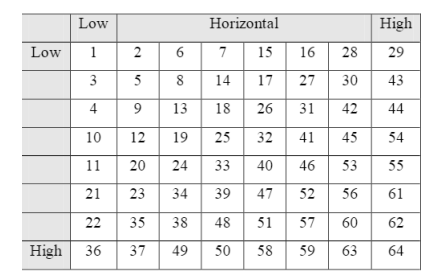 Low Horizontal High
Low 1 2 6 7 15 16 28 29
3 5 8 14 17 27 30 43
4 9 13 18 26 31 42 44
10 12 19 25 32 41 45 54
11 20 24 33 40 46 53 55
21 23 34 39 47 52 56 61
22 35 38 48 51 57 60 62
High 36 37 49 50 58 59 63 64